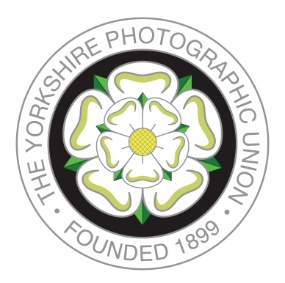 THE YORKSHIRE PHOTOGRAPHIC UNION
• FOUNDED 1899 •